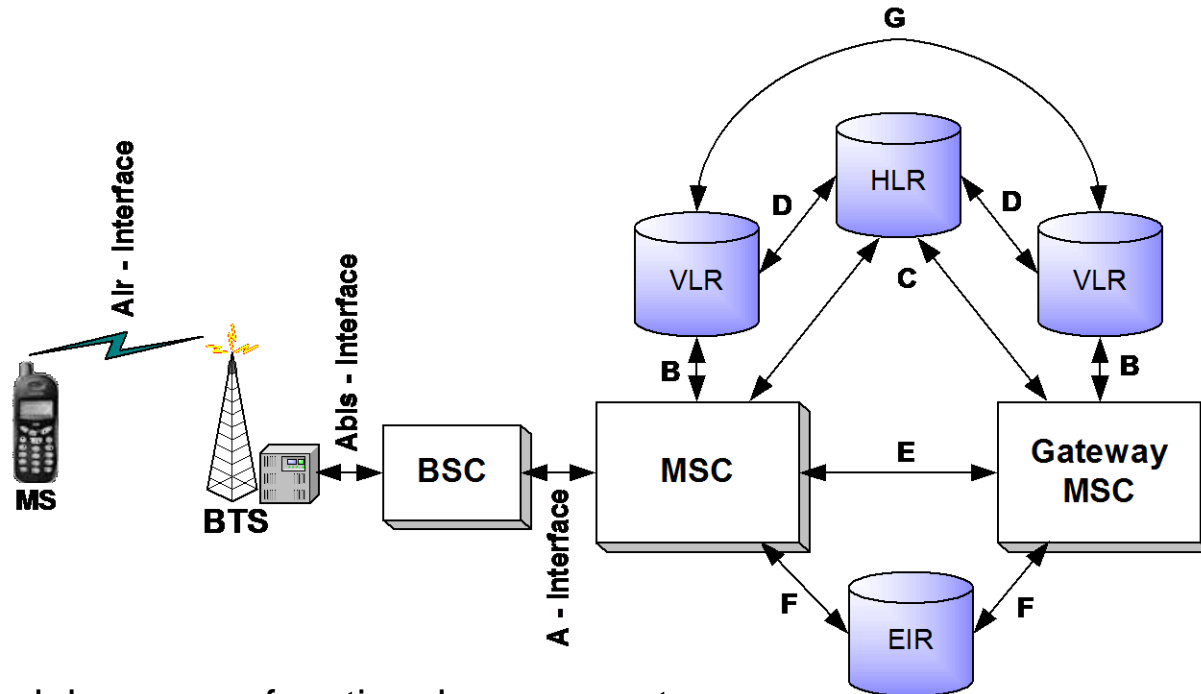 G
HLR
D
D
VLR
VLR
C
B
B
Air - Interface
Abis - Interface
MS
BTS
BSC
A - Interface
MSC
E
Gateway
MSC
F
F
EIR